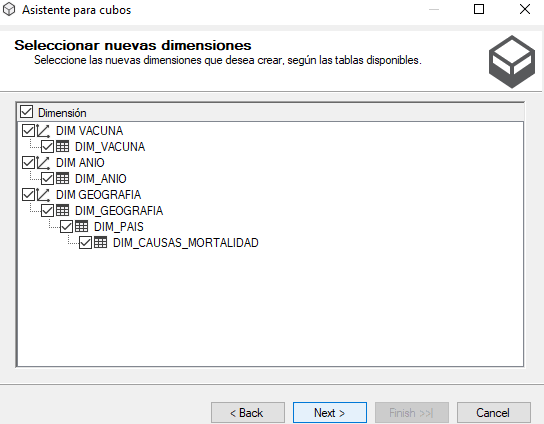 Asistente para cubos
Seleccionar nuevas dimensiones
Seleccione las nuevas dimensiones que desea crear, según las tablas disponibles.
Dimensión
DIM VACUNA
DIM_VACUNA
DIM ANIO
DIM_ANIO
DIM GEOGRAFIA
DIM_GEOGRAFIA
DIM_PAIS
DIM_CAUSAS_MORTALIDAD
< Back
Next >
Finish >>|
Cancel